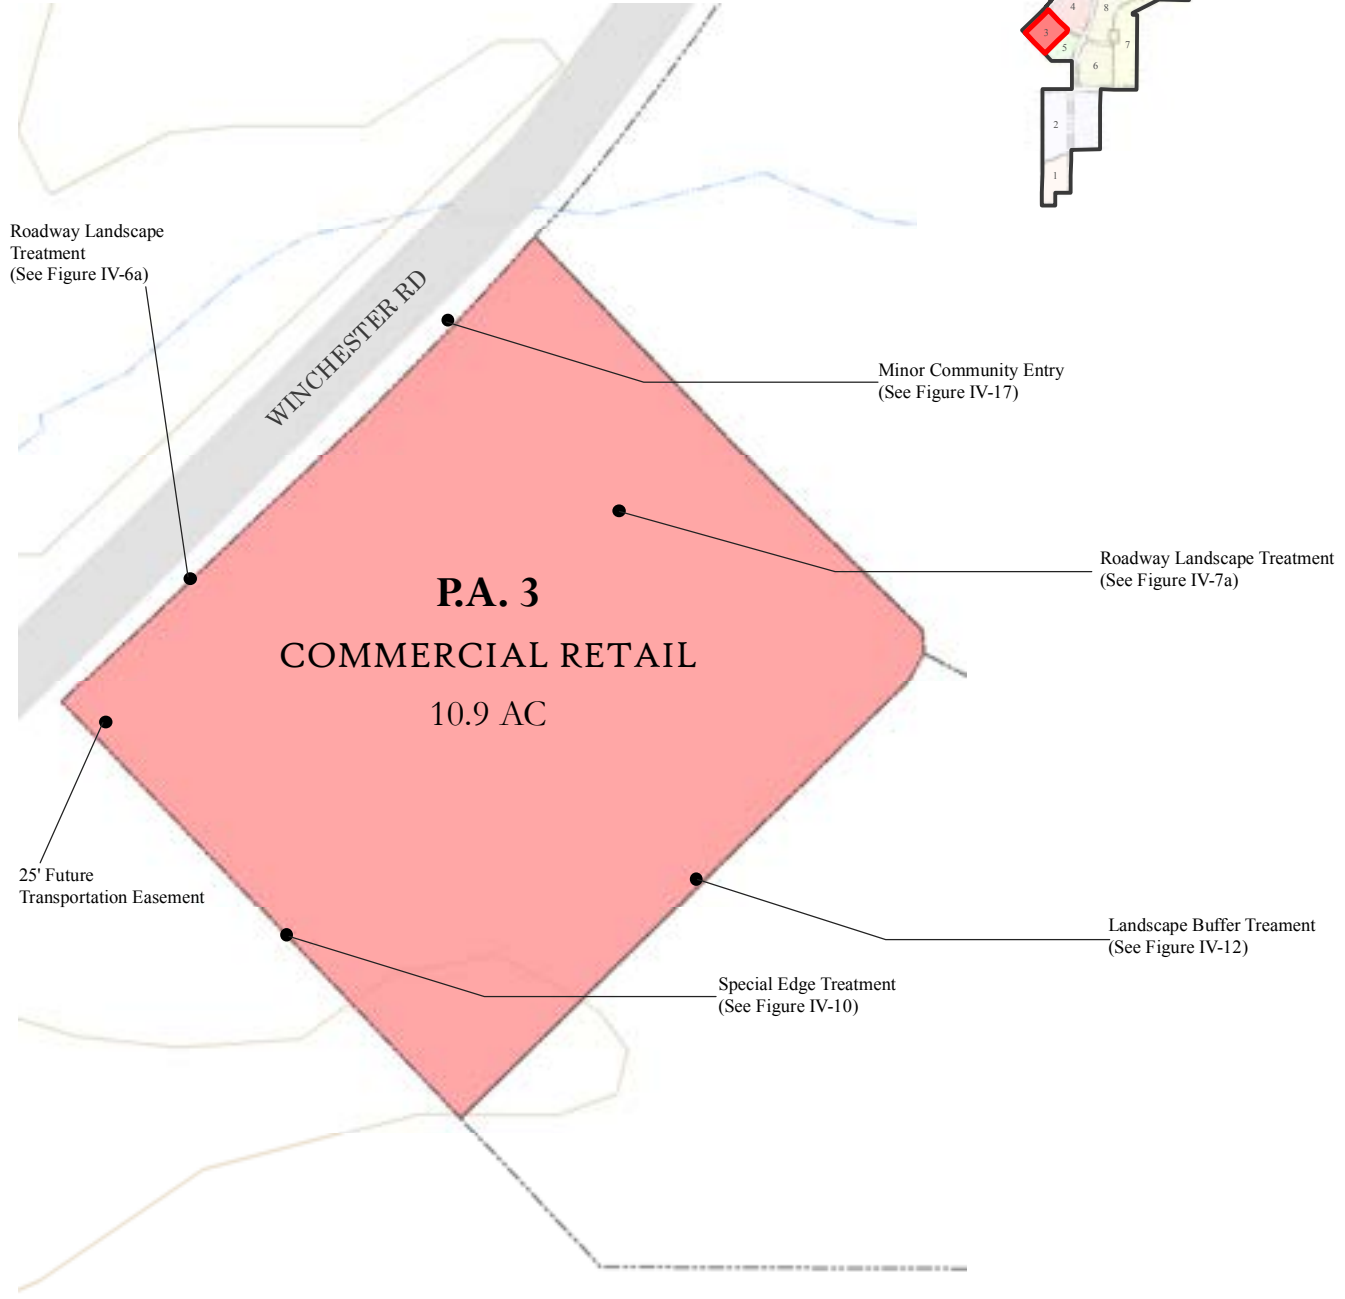 4
8
3
5
7
6
2
1
Roadway Landscape
Treatment
(See Figure IV-6a)
WINCHESTER RD
Minor Community Entry
(See Figure IV-17)
Roadway Landscape Treatment
(See Figure IV-7a)
P.A. 3
COMMERCIAL RETAIL
10.9 AC
25' Future
Transportation Easement
Landscape Buffer Treament
(See Figure IV-12)
Special Edge Treatment
(See Figure IV-10)